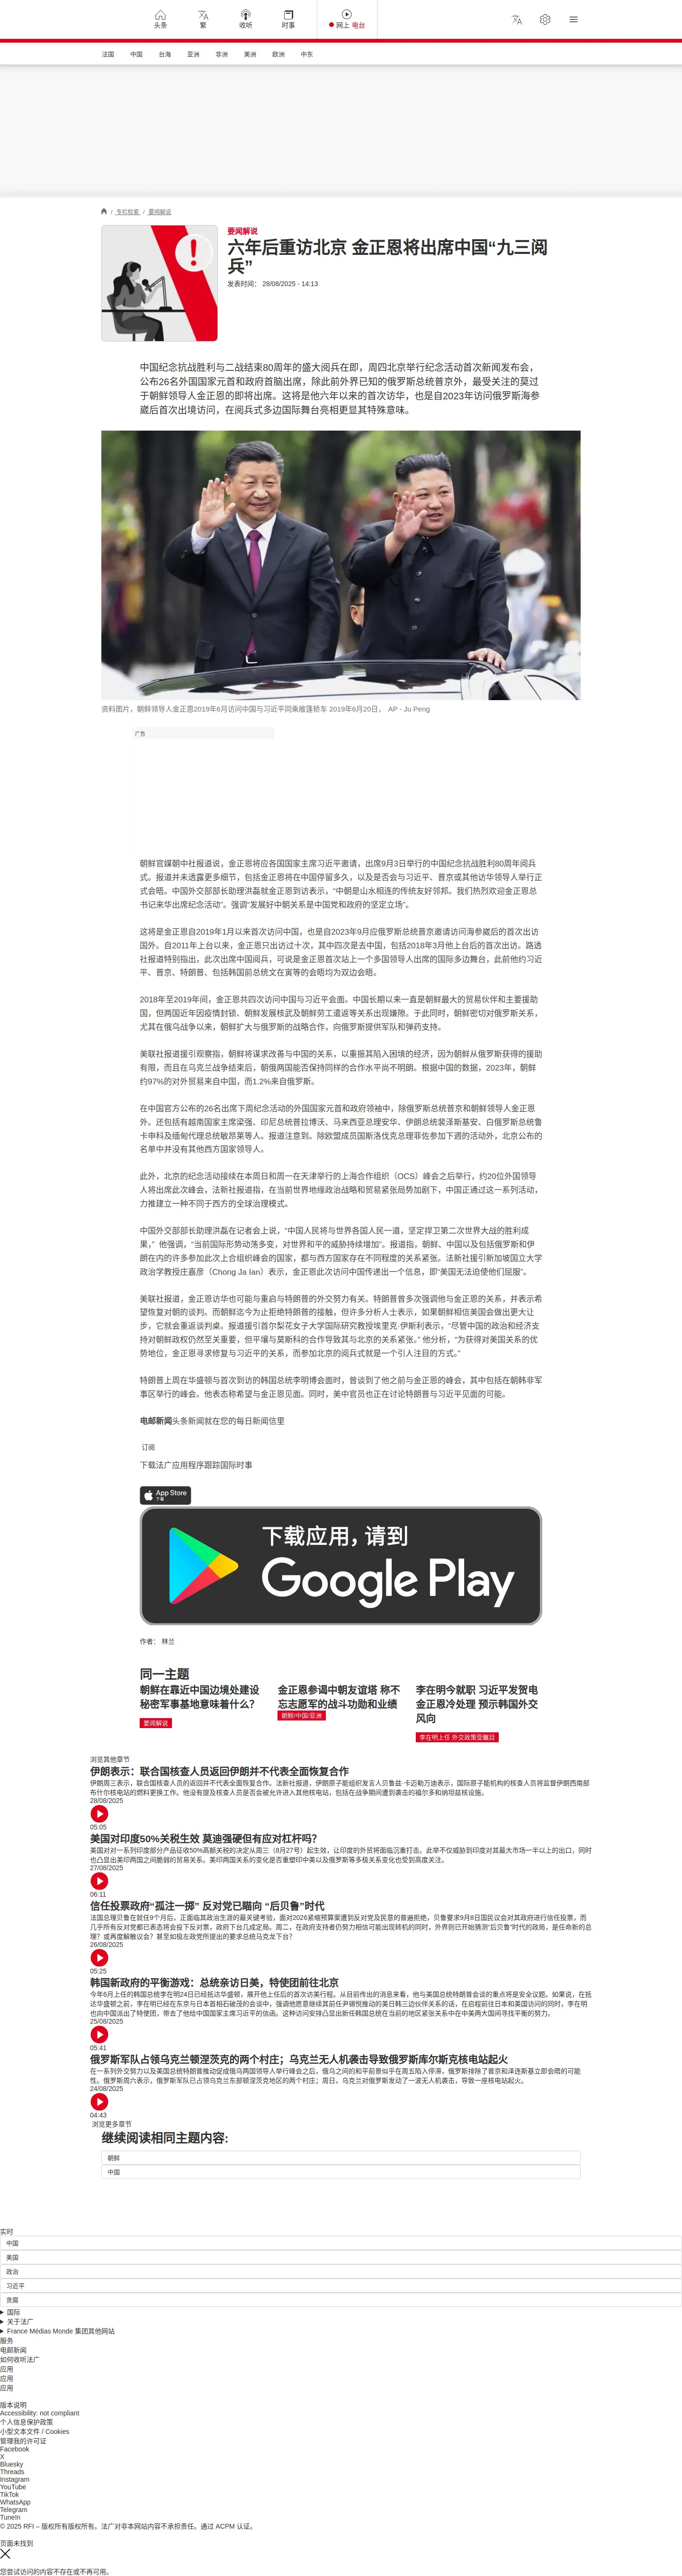 头条
繁
收听
时事
网上 电台
法国
中国
台海
亚洲
非洲
美洲
欧洲
中东
/ 专栏检索 / 要闻解说
要闻解说
六年后重访北京 金正恩将出席中国“九三阅
兵”
发表时间： 28/08/2025 - 14:13
中国纪念抗战胜利与二战结束80周年的盛大阅兵在即，周四北京举行纪念活动首次新闻发布会，
公布26名外国国家元首和政府首脑出席，除此前外界已知的俄罗斯总统普京外，最受关注的莫过
于朝鲜领导人金正恩的即将出席。这将是他六年以来的首次访华，也是自2023年访问俄罗斯海参
崴后首次出境访问，在阅兵式多边国际舞台亮相更显其特殊意味。
资料图片，朝鲜领导人金正恩2019年6月访问中国与习近平同乘敞篷轿车 2019年6月20日， AP - Ju Peng
广告
朝鲜官媒朝中社报道说，金正恩将应各国国家主席习近平邀请，出席9月3日举行的中国纪念抗战胜利80周年阅兵
式。报道并未透露更多细节，包括金正恩将在中国停留多久，以及是否会与习近平、普京或其他访华领导人举行正
式会晤。中国外交部部长助理洪磊就金正恩到访表示，“中朝是山水相连的传统友好邻邦。我们热烈欢迎金正恩总
书记来华出席纪念活动”。强调“发展好中朝关系是中国党和政府的坚定立场”。
这将是金正恩自2019年1月以来首次访问中国，也是自2023年9月应俄罗斯总统普京邀请访问海参崴后的首次出访
国外。自2011年上台以来，金正恩只出访过十次，其中四次是去中国，包括2018年3月他上台后的首次出访。路透
社报道特别指出，此次出席中国阅兵，可说是金正恩首次站上一个多国领导人出席的国际多边舞台，此前他约习近
平、普京、特朗普、包括韩国前总统文在寅等的会晤均为双边会晤。
2018年至2019年间，金正恩共四次访问中国与习近平会面。中国长期以来一直是朝鲜最大的贸易伙伴和主要援助
国，但两国近年因疫情封锁、朝鲜发展核武及朝鲜劳工遣返等关系出现嫌隙。于此同时，朝鲜密切对俄罗斯关系，
尤其在俄乌战争以来，朝鲜扩大与俄罗斯的战略合作，向俄罗斯提供军队和弹药支持。
美联社报道援引观察指，朝鲜将谋求改善与中国的关系，以重振其陷入困境的经济，因为朝鲜从俄罗斯获得的援助
有限，而且在乌克兰战争结束后，朝俄两国能否保持同样的合作水平尚不明朗。根据中国的数据，2023年，朝鲜
约97%的对外贸易来自中国，而1.2%来自俄罗斯。
在中国官方公布的26名出席下周纪念活动的外国国家元首和政府领袖中，除俄罗斯总统普京和朝鲜领导人金正恩
外。还包括有越南国家主席梁强、印尼总统普拉博沃、马来西亚总理安华、伊朗总统裴泽斯基安、白俄罗斯总统鲁
卡申科及缅甸代理总统敏昂莱等人。报道注意到。除欧盟成员国斯洛伐克总理菲佐参加下週的活动外，北京公布的
名单中并没有其他西方国家领导人。
此外，北京的纪念活动接续在本周日和周一在天津举行的上海合作组织（OCS）峰会之后举行，约20位外国领导
人将出席此次峰会，法新社报道指，在当前世界地缘政治战略和贸易紧张局势加剧下，中国正通过这一系列活动，
力推建立一种不同于西方的全球治理模式。
中国外交部部长助理洪磊在记者会上说，“中国人民将与世界各国人民一道，坚定捍卫第二次世界大战的胜利成
果，” 他强调，“当前国际形势动荡多变，对世界和平的威胁持续增加”。报道指，朝鲜、中国以及包括俄罗斯和伊
朗在内的许多参加此次上合组织峰会的国家，都与西方国家存在不同程度的关系紧张。法新社援引新加坡国立大学
政治学教授庄嘉彦（Chong Ja Ian）表示，金正恩此次访问中国传递出一个信息，即“美国无法迫使他们屈服”。
美联社报道，金正恩访华也可能与重启与特朗普的外交努力有关。特朗普曾多次强调他与金正恩的关系，并表示希
望恢复对朝的谈判。而朝鲜迄今为止拒绝特朗普的接触，但许多分析人士表示，如果朝鲜相信美国会做出更大让
步，它就会重返谈判桌。报道援引首尔梨花女子大学国际研究教授埃里克·伊斯利表示，“尽管中国的政治和经济支
持对朝鲜政权仍然至关重要，但平壤与莫斯科的合作导致其与北京的关系紧张。” 他分析，“为获得对美国关系的优
势地位，金正恩寻求修复与习近平的关系，而参加北京的阅兵式就是一个引人注目的方式。”
特朗普上周在华盛顿与首次到访的韩国总统李明博会面时，曾谈到了他之前与金正恩的峰会，其中包括在朝韩非军
事区举行的峰会。他表态称希望与金正恩见面。同时，美中官员也正在讨论特朗普与习近平见面的可能。
电邮新闻头条新闻就在您的每日新闻信里
订阅
下载法广应用程序跟踪国际时事
App Store
下载
下载应用，请到
Google Play
作者： 林兰
同一主题
朝鲜在靠近中国边境处建设
秘密军事基地意味着什么？
要闻解说
金正恩参谒中朝友谊塔 称不
忘志愿军的战斗功勋和业绩
朝鲜/中国/亚洲
李在明今就职 习近平发贺电
金正恩冷处理 预示韩国外交
风向
李在明上任 外交政策受瞩目
浏览其他章节
伊朗表示：联合国核查人员返回伊朗并不代表全面恢复合作
伊朗周三表示，联合国核查人员的返回并不代表全面恢复合作。法新社报道，伊朗原子能组织发言人贝鲁兹·卡迈勒万迪表示，国际原子能机构的核查人员将监督伊朗西南部
布什尔核电站的燃料更换工作。他没有提及核查人员是否会被允许进入其他核电站，包括在战争期间遭到袭击的福尔多和纳坦兹核设施。
28/08/2025
05:05
美国对印度50%关税生效 莫迪强硬但有应对杠杆吗？
美国对对一系列印度部分产品征收50%高额关税的决定从周三（8月27号）起生效，让印度的外贸将面临沉重打击。此举不仅威胁到印度对其最大市场一半以上的出口，同时
也凸显出美印两国之间脆弱的贸易关系。美印两国关系的变化是否重塑印中美以及俄罗斯等多极关系变化也受到高度关注。
27/08/2025
06:11
信任投票政府“孤注一掷” 反对党已瞄向 “后贝鲁”时代
法国总理贝鲁在就任9个月后，正面临其政治生涯的最关键考验，面对2026紧缩预算案遭到反对党及民意的普遍拒绝，贝鲁要求9月8日国民议会对其政府进行信任投票，而
几乎所有反对党都已表态将会投下反对票，政府下台几成定局。周二，在政府支持者仍努力相信可能出现转机的同时，外界则已开始猜测“后贝鲁”时代的政局，是任命新的总
理？或再度解散议会？甚至如极左政党所提出的要求总统马克龙下台？
26/08/2025
05:25
韩国新政府的平衡游戏：总统亲访日美，特使团前往北京
今年6月上任的韩国总统李在明24日已经抵达华盛顿，展开他上任后的首次访美行程。从目前传出的消息来看，他与美国总统特朗普会谈的重点将是安全议题。如果说，在抵
达华盛顿之前，李在明已经在东京与日本首相石破茂的会谈中，强调他愿意继续其前任尹锡悦推动的美日韩三边伙伴关系的话，在启程前往日本和美国访问的同时，李在明
也向中国派出了特使团，带去了他给中国国家主席习近平的信函。这种访问安排凸显出新任韩国总统在当前的地区紧张关系中在中美两大国间寻找平衡的努力。
25/08/2025
05:41
俄罗斯军队占领乌克兰顿涅茨克的两个村庄；乌克兰无人机袭击导致俄罗斯库尔斯克核电站起火
在一系列外交努力以及美国总统特朗普推动促成俄乌两国领导人举行峰会之后，俄乌之间的和平前景似乎在周五陷入停滞，俄罗斯排除了普京和泽连斯基立即会晤的可能
性。俄罗斯周六表示，俄罗斯军队已占领乌克兰东部顿涅茨克地区的两个村庄；周日，乌克兰对俄罗斯发动了一波无人机袭击，导致一座核电站起火。
24/08/2025
04:43
浏览更多章节
继续阅读相同主题内容:
朝鲜
中国
实时
中国
美国
政治
习近平
贪腐
国际
关于法广
France Médias Monde 集团其他网站
服务
电邮新闻
如何收听法广
应用
应用
应用
版本说明
Accessibility: not compliant
个人信息保护政策
小型文本文件 / Cookies
管理我的许可证
Facebook
X
Bluesky
Threads
Instagram
YouTube
TikTok
WhatsApp
Telegram
TuneIn
© 2025 RFI – 版权所有版权所有。法广对非本网站内容不承担责任。通过 ACPM 认证。
页面未找到
您尝试访问的内容不存在或不再可用。